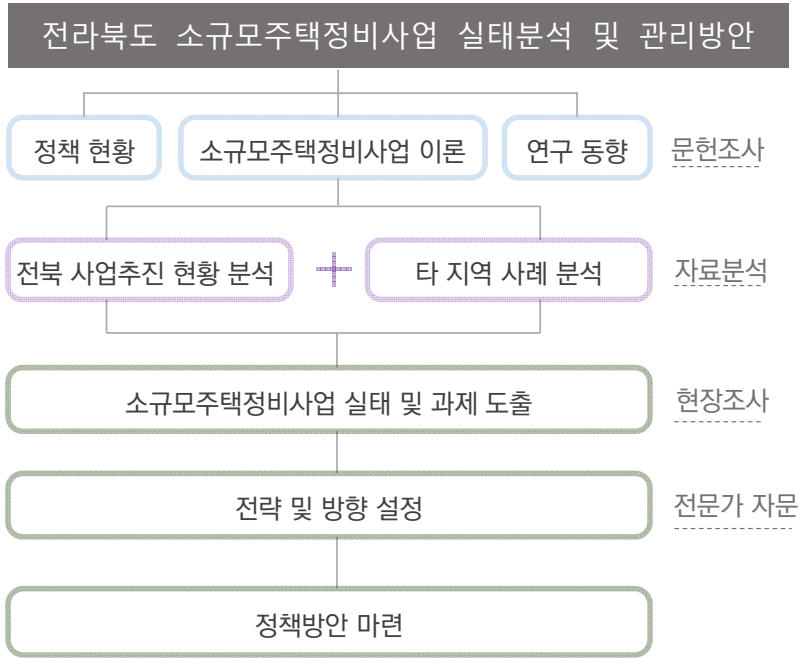 전라북도 소규모주택정비사업 실태분석 및 관리방안
정책 현황
소규모주택정비사업 이론
연구 동향
문헌조사
전북 사업추진 현황 분석
+
타 지역 사례 분석
자료분석
소규모주택정비사업 실태 및 과제 도출
현장조사
전략 및 방향 설정
전문가 자문
정책방안 마련